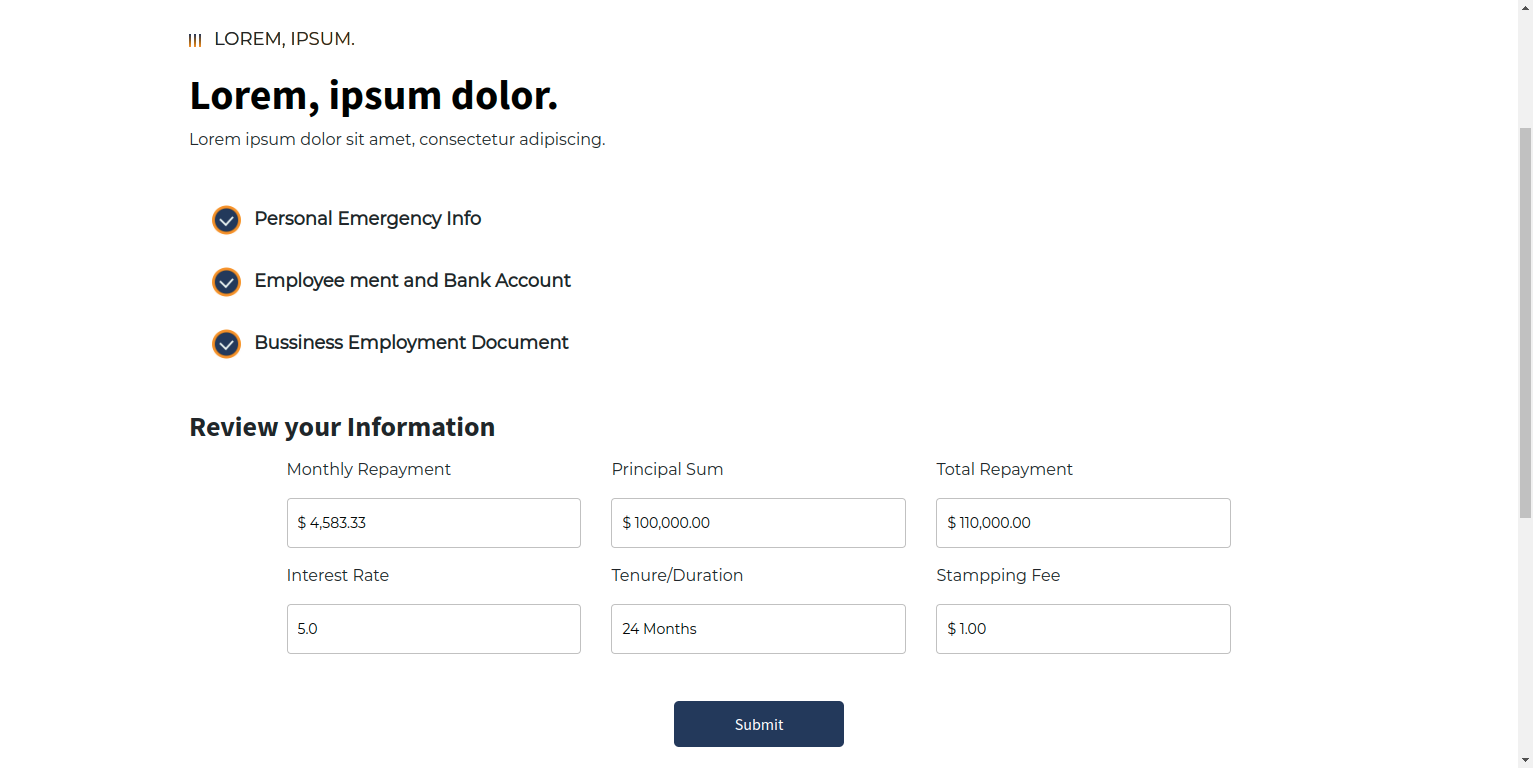 LOREM, IPSUM.
Lorem, ipsum dolor.
Lorem ipsum dolor sit amet, consectetur adipiscing.
Personal Emergency Info
Employee ment and Bank Account
Bussiness Employment Document
Review your Information
Monthly Repayment Principal Sum Total Repayment
$ 4,583.33 $ 100,000.00 $ 110,000.00
Interest Rate Tenure/Duration Stampping Fee
5.0 24 Months $ 1.00
Submit